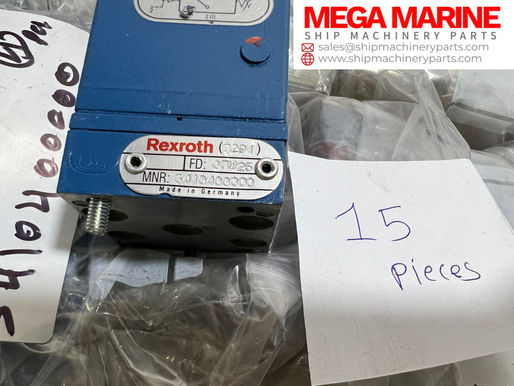 MEGA MARINE
SHIP MACHINERY PARTS
sales@shipmachineryparts.com
www.shipmachineryparts.com
Rexroth (7291)
FD: 07W25
MNR: 3410400000
Made in Germany
15
pieces